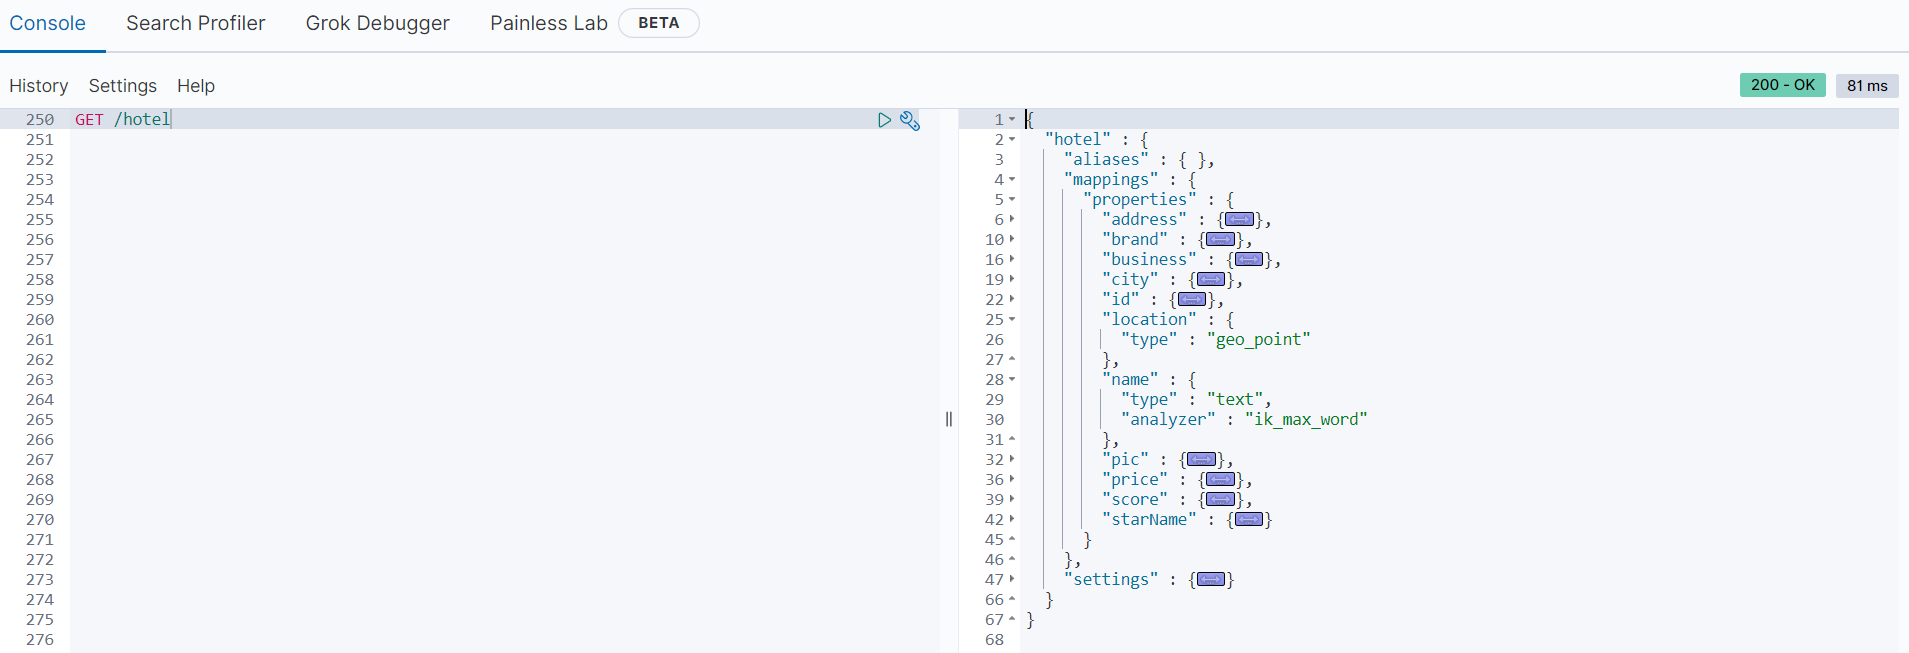 Console Search Profiler Grok Debugger Painless Lab BETA
History Settings Help
200 - OK 81 ms
250 GET /hotel
251
252
253
254
255
256
257
258
259
260
261
262
263
264
265
266
267
268
269
270
271
272
273
274
275
276
1 {
2 "hotel" : {
3 "aliases" : { },
4 "mappings" : {
5 "properties" : {
6 "address" : {},
10 "brand" : {},
16 "business" : {},
19 "city" : {},
22 "id" : {},
25 "location" : {
26 "type" : "geo_point"
27 },
28 "name" : {
29 "type" : "text",
30 "analyzer" : "ik_max_word"
31 },
32 "pic" : {},
36 "price" : {},
39 "score" : {},
42 "starName" : {}
45 }
46 },
47 "settings" : {}
66 }
67 }
68